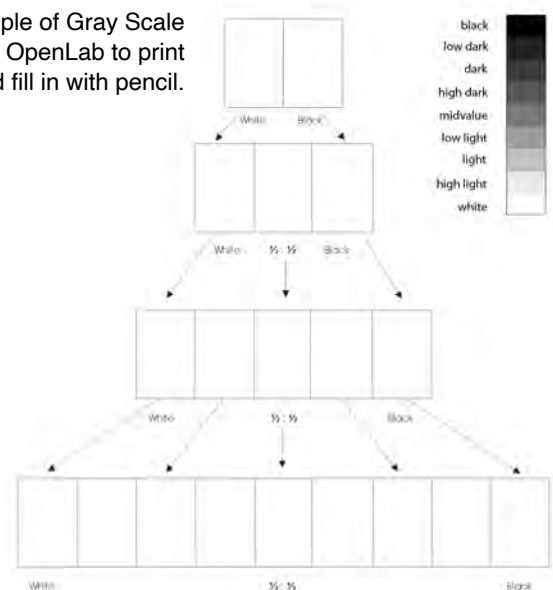 ple of Gray Scale
OpenLab to print
d fill in with pencil.
White Black
White ½ : ½ Black
White ½ : ½ Black
White ½ : ½ Black
black
low dark
dark
high dark
midvalue
low light
light
high light
white